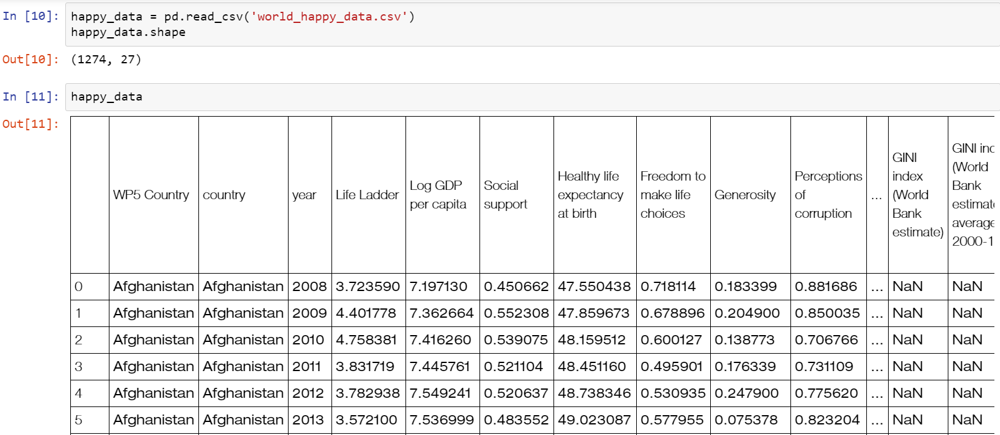 In [10]: happy_data = pd.read_csv('world_happy_data.csv')
happy_data.shape
Out[10]: (1274, 27)
In [11]: happy_data
Out[11]:
WP5 Country country year Life Ladder Log GDP per capita Social support Healthy life expectancy at birth Freedom to make life choices Generosity Perceptions of corruption ... GINI index (World Bank estimate) GINI (World Bank average 2000-1
0 Afghanistan Afghanistan 2008 3.723590 7.197130 0.450662 47.550438 0.718114 0.183399 0.881686 ... NaN NaN
1 Afghanistan Afghanistan 2009 4.401778 7.362664 0.552308 47.859673 0.678896 0.204900 0.850035 ... NaN NaN
2 Afghanistan Afghanistan 2010 4.758381 7.416260 0.539075 48.159512 0.600127 0.138773 0.706766 ... NaN NaN
3 Afghanistan Afghanistan 2011 3.831719 7.445761 0.521104 48.451160 0.495901 0.176339 0.731109 ... NaN NaN
4 Afghanistan Afghanistan 2012 3.782938 7.549241 0.520637 48.738346 0.530935 0.247900 0.775620 ... NaN NaN
5 Afghanistan Afghanistan 2013 3.572100 7.536999 0.483552 49.023087 0.577955 0.075378 0.823204 ... NaN NaN